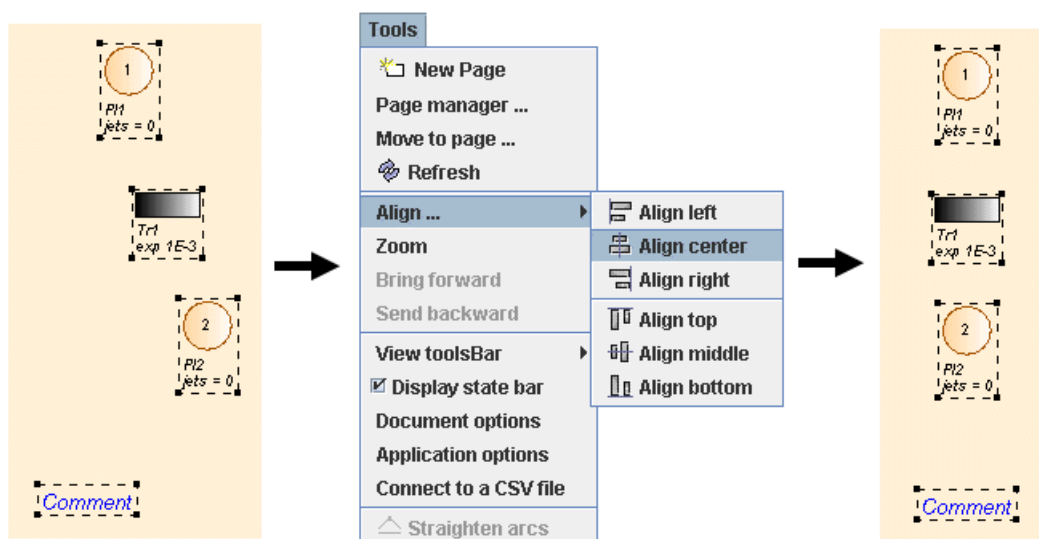 1
Pl1
jets = 0
Tr1
exp 1E-3
2
Pl2
jets = 0
Comment
Tools
New Page
Page manager ...
Move to page ...
Refresh
Align ...
Zoom
Bring forward
Send backward
View toolsBar
Display state bar
Document options
Application options
Connect to a CSV file
Straighten arcs
Align left
Align center
Align right
Align top
Align middle
Align bottom
1
Pl1
jets = 0
Tr1
exp 1E-3
2
Pl2
jets = 0
Comment